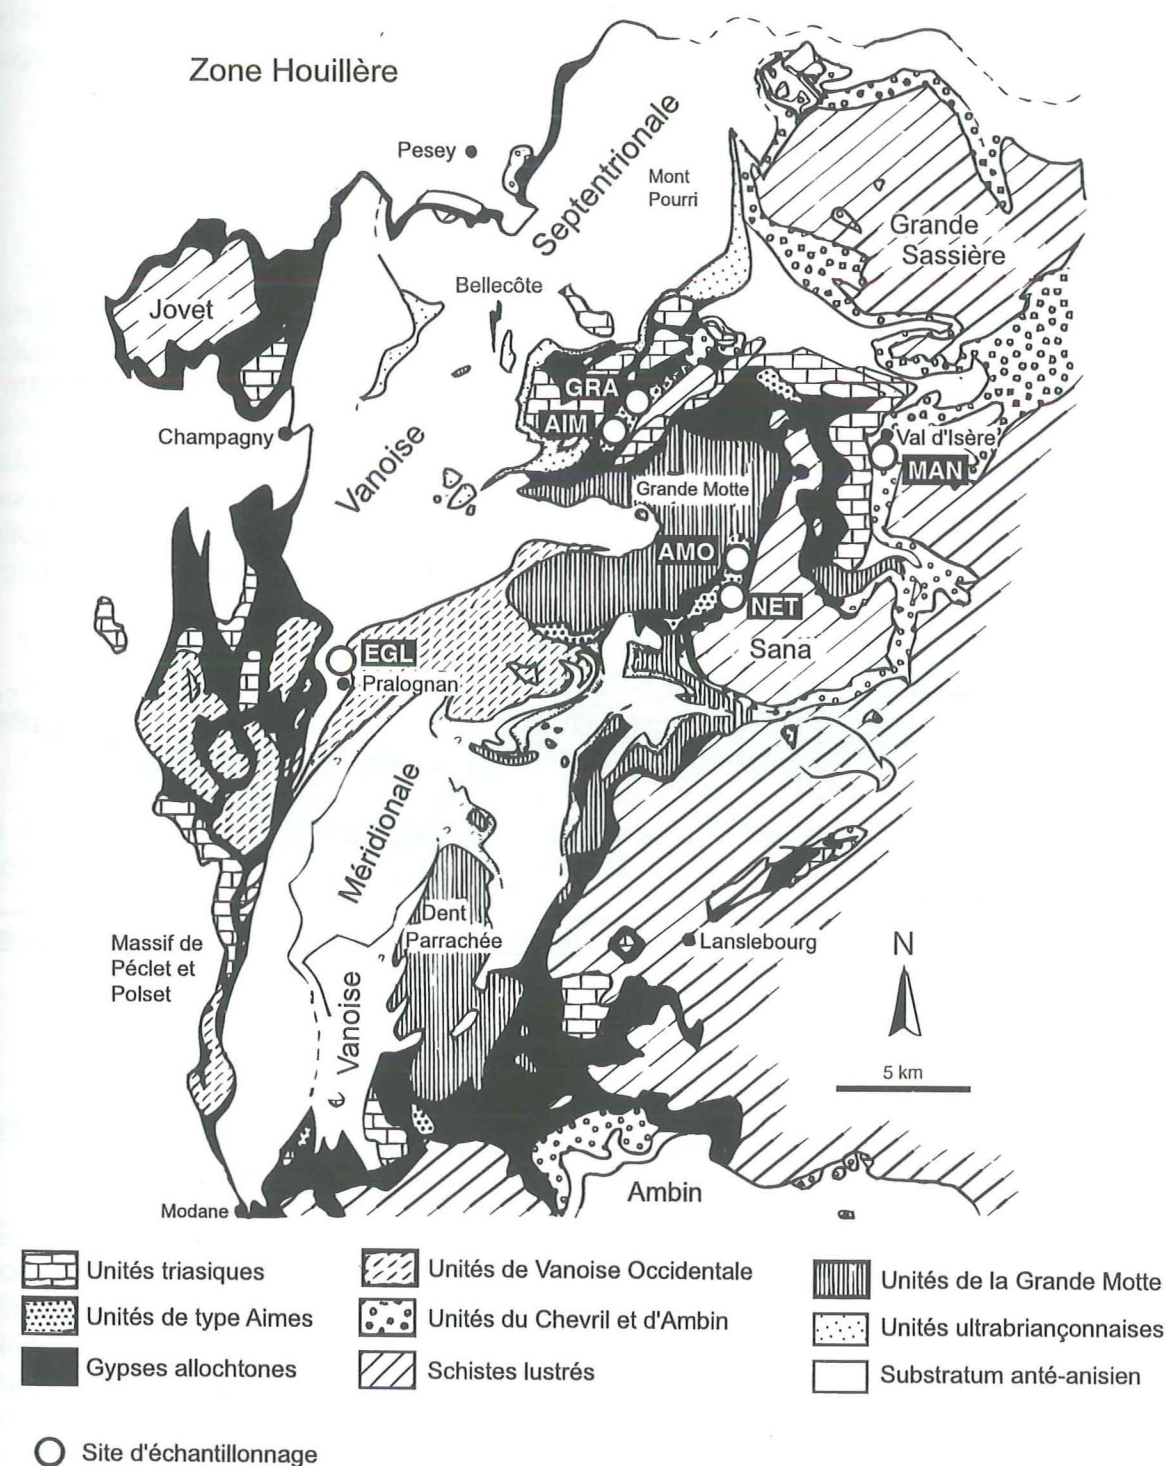 Zone Houillère
Pesey
Septentrionale
Mont
Pourri
Grande
Sassière
Jovet
Bellecôte
GRA
AIM
Champagny
Vanoise
Val d'Isère
MAN
Grande Motte
AMO
NET
EGL
Pralognan
Sana
Méridionale
Dent
Parrachée
Massif de
Péclet et
Polset
Vanoise
Lanslebourg
N
5 km
Ambin
Modane
Unités triasiques
Unités de Vanoise Occidentale
Unités de la Grande Motte
Unités de type Aimes
Unités du Chevril et d'Ambin
Unités ultrabriançonnaises
Gypses allochtones
Schistes lustrés
Substratum anté-anisien
Site d'échantillonnage